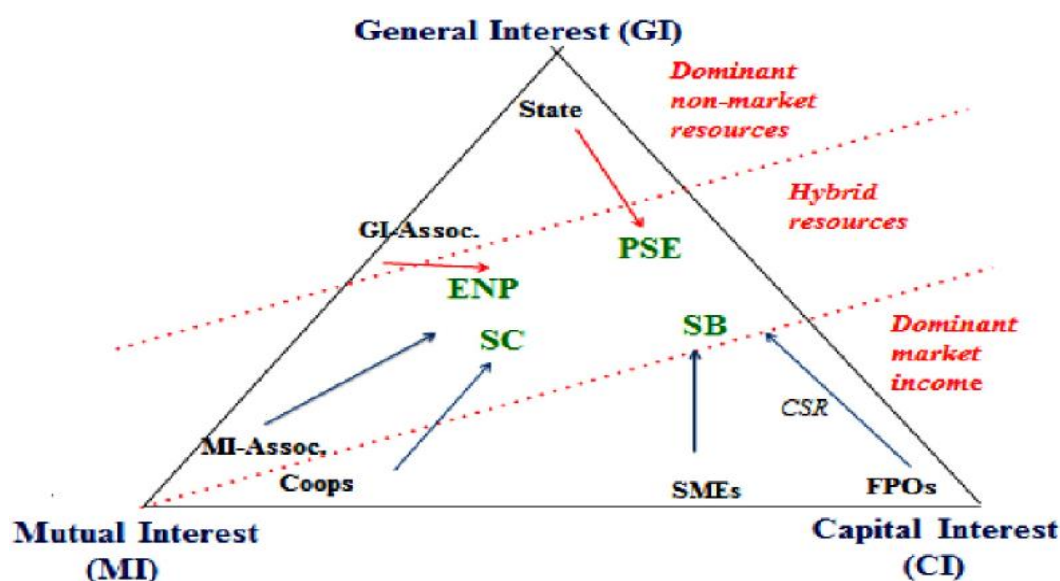 General Interest (GI)
Dominant
non-market
resources
State
Hybrid
resources
GI-Assoc.
PSE
ENP
SC
SB
Dominant
market
income
CSR
MI-Assoc.
Coops
SMEs
FPOs
Mutual Interest
(MI)
Capital Interest
(CI)